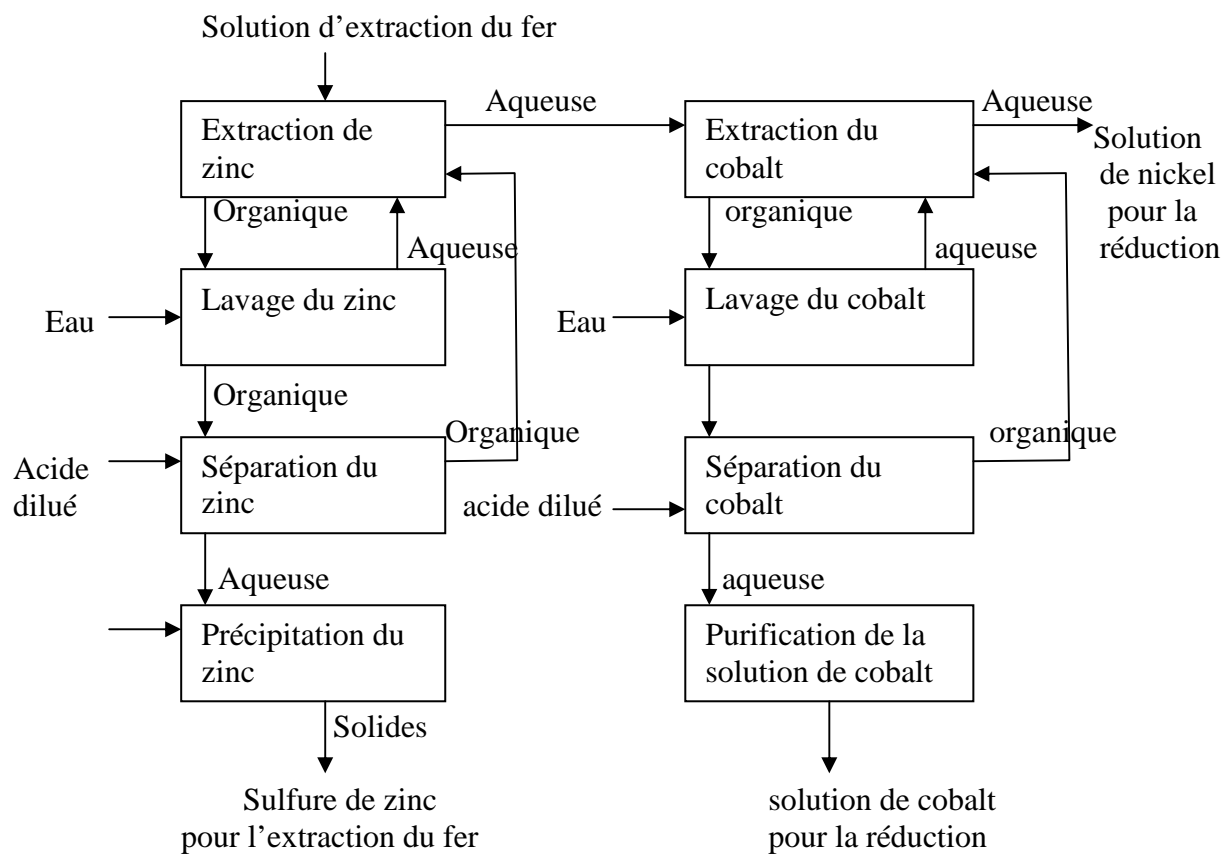 Solution d’extraction du fer
Extraction de
zinc
Aqueuse
Extraction du
cobalt
Aqueuse
Solution
de nickel
pour la
réduction
Organique
Aqueuse
organique
aqueuse
Eau
Lavage du zinc
Eau
Lavage du cobalt
Organique
Organique
organique
Acide
dilué
Séparation du
zinc
acide dilué
Séparation du
cobalt
Aqueuse
aqueuse
Précipitation du
zinc
Purification de la
solution de cobalt
Solides
Sulfure de zinc
pour l’extraction du fer
solution de cobalt
pour la réduction